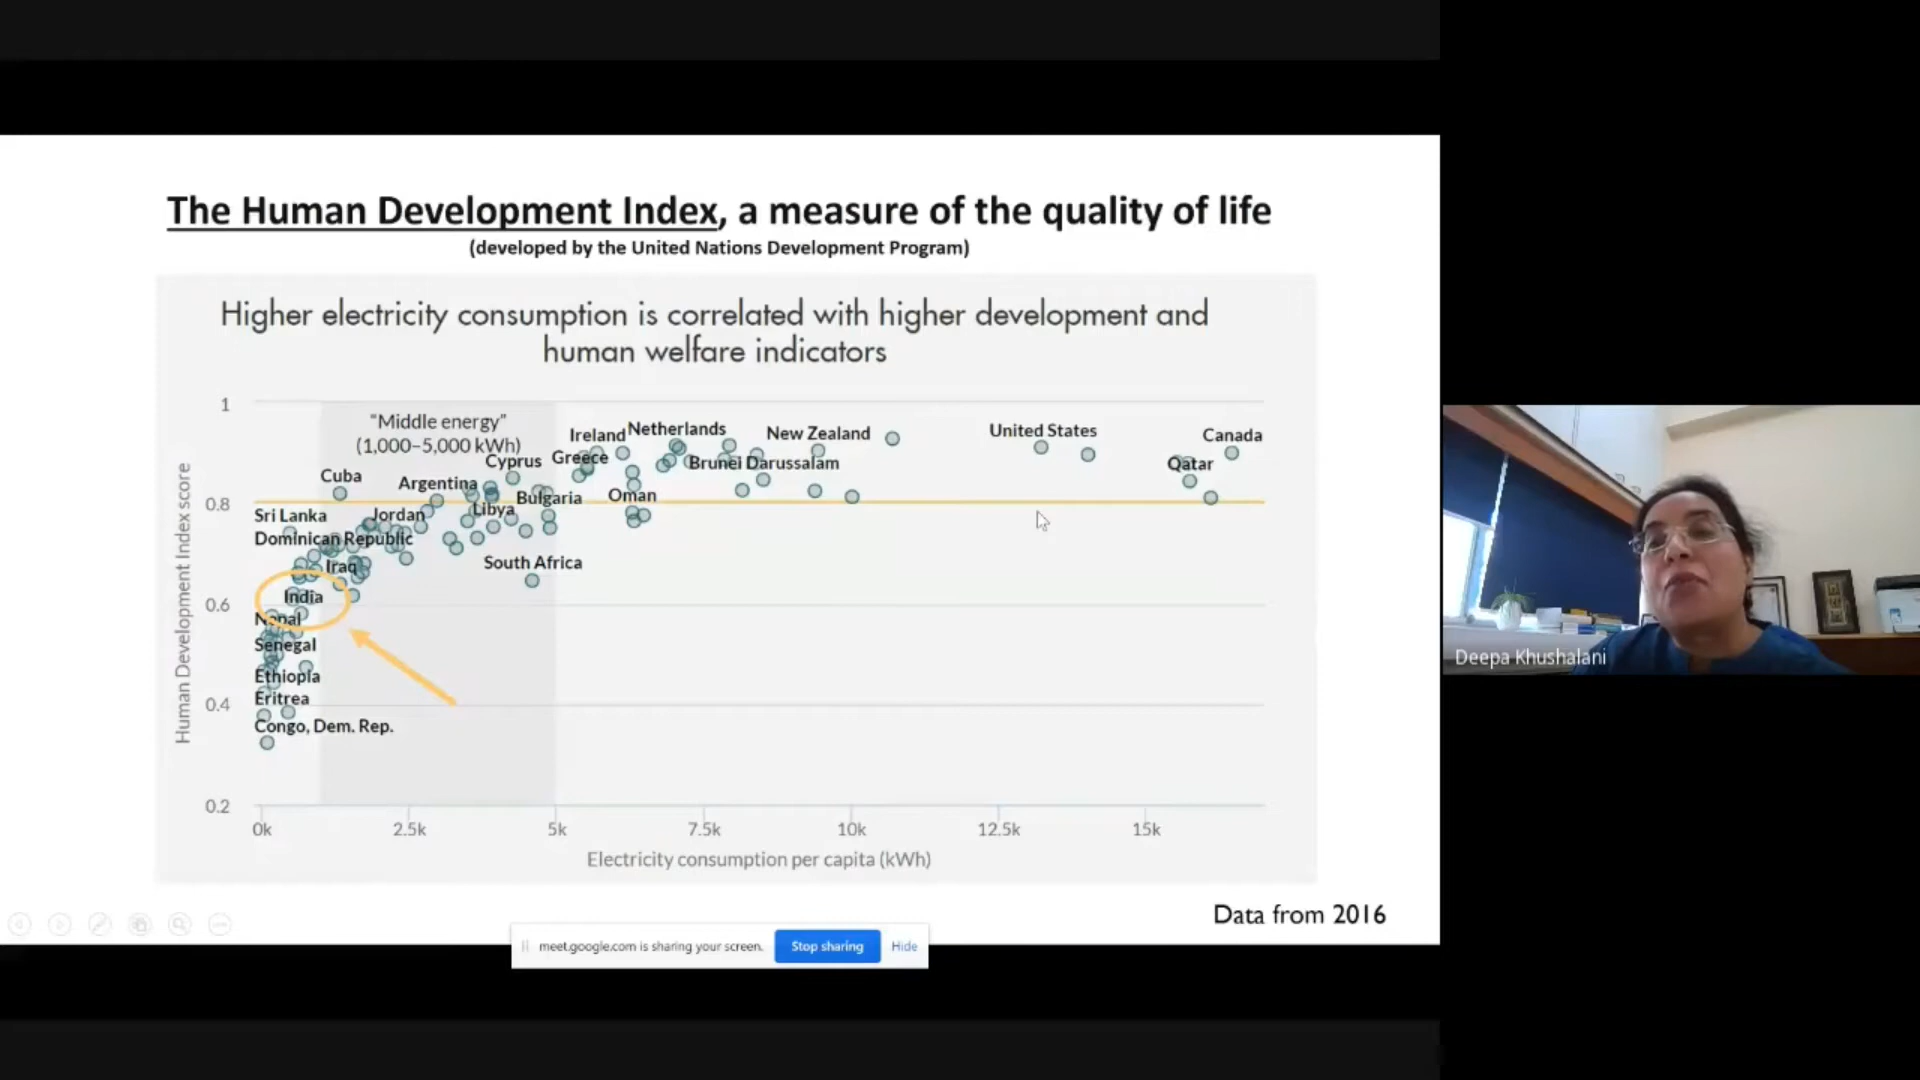 The Human Development Index, a measure of the quality of life
(developed by the United Nations Development Program)
Higher electricity consumption is correlated with higher development and
human welfare indicators
Human Development Index score
1
0.8
0.6
0.4
0.2
"Middle energy"
(1,000–5,000 kWh)
Ireland
Netherlands
New Zealand
United States
Canada
Cyprus
Greece
Brunei Darussalam
Qatar
Cuba
Argentina
Bulgaria
Oman
Sri Lanka
Jordan
Libya
Dominican Republic
Iraq
South Africa
India
Nepal
Senegal
Ethiopia
Eritrea
Congo, Dem. Rep.
0k
2.5k
5k
7.5k
10k
12.5k
15k
Electricity consumption per capita (kWh)
Data from 2016
meet.google.com is sharing your screen.
Stop sharing
Hide
Deepa Khushalani